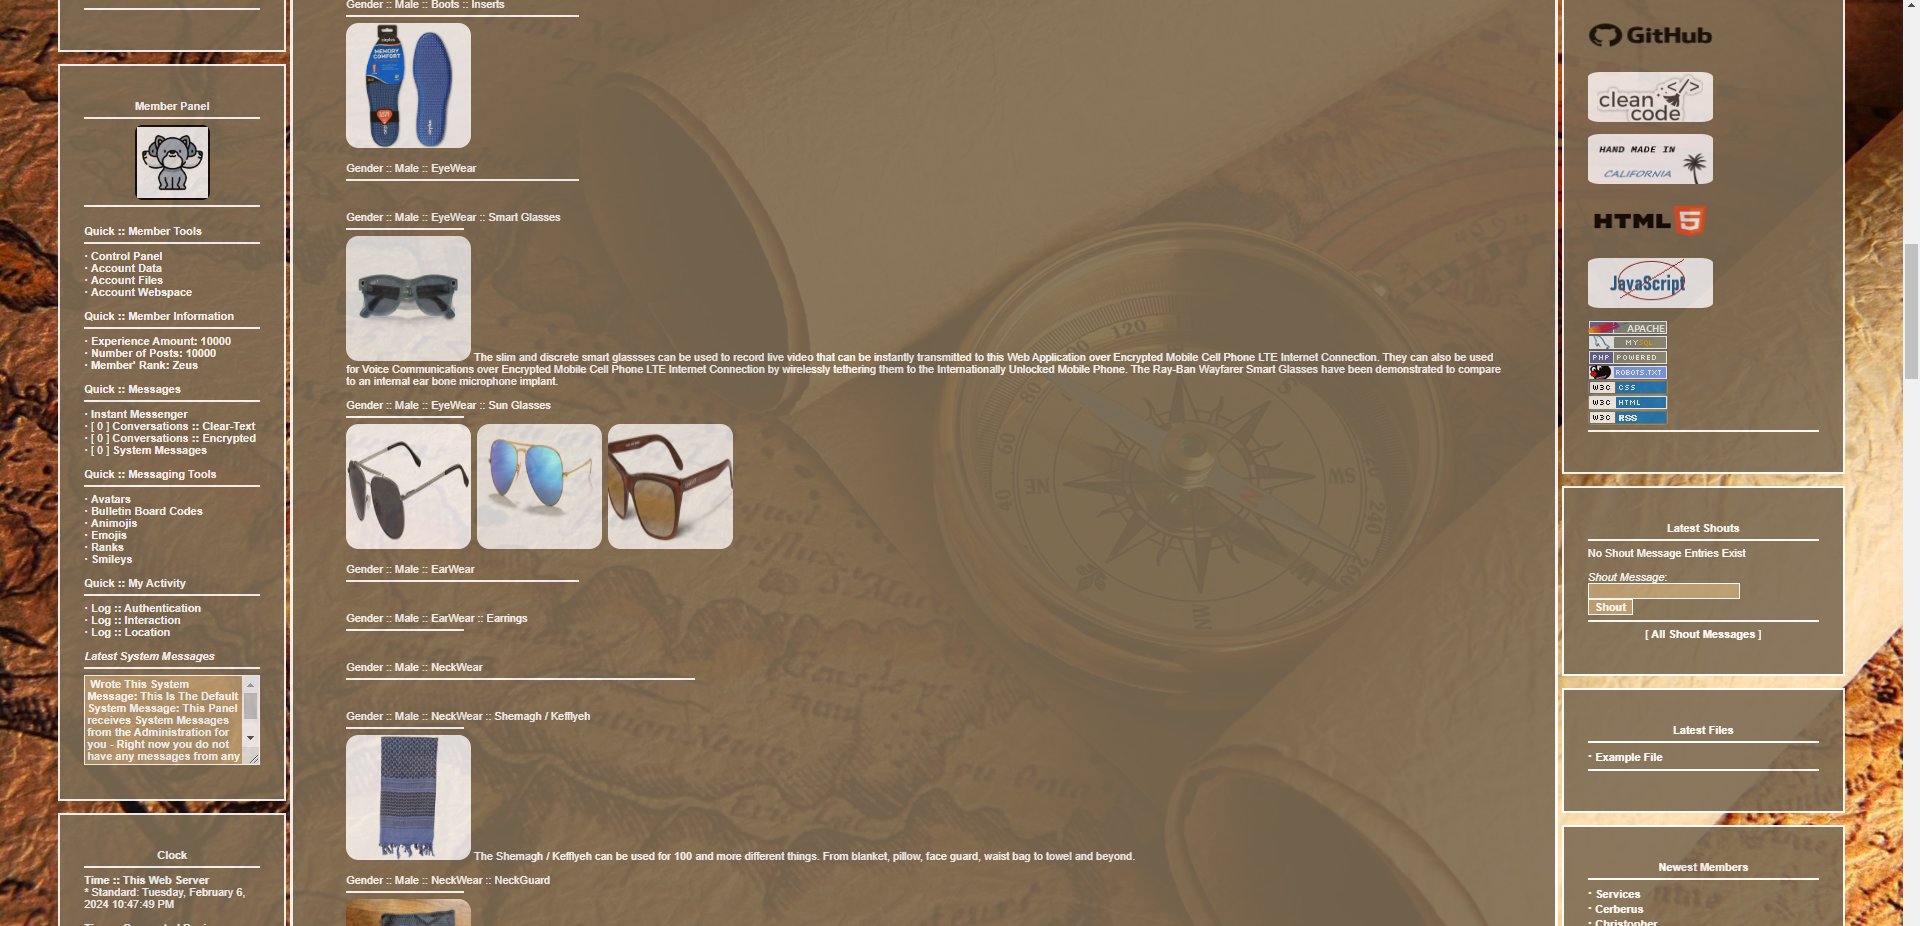 Member Panel
Quick :: Member Tools
· Control Panel
· Account Data
· Account Files
· Account Webspace
Quick :: Member Information
· Experience Amount: 10000
· Number of Posts: 10000
· Member' Rank: Zeus
Quick :: Messages
· Instant Messenger
· [ 0 ] Conversations :: Clear-Text
· [ 0 ] Conversations :: Encrypted
· [ 0 ] System Messages
Quick :: Messaging Tools
· Avatars
· Bulletin Board Codes
· Animojis
· Emojis
· Ranks
· Smileys
Quick :: My Activity
· Log :: Authentication
· Log :: Interaction
· Log :: Location
Latest System Messages
Wrote This System
Message: This Is The Default
System Message: This Panel
receives System Messages
from the Administration for
you - Right now you do not
have any messages from any
Clock
Time :: This Web Server
* Standard: Tuesday, February 6,
2024 10:47:49 PM
Gender :: Male :: Boots :: Inserts
MEMORY
COMFORT
Gender :: Male :: EyeWear
Gender :: Male :: EyeWear :: Smart Glasses
The slim and discrete smart glassses can be used to record live video that can be instantly transmitted to this Web Application over Encrypted Mobile Cell Phone LTE Internet Connection. They can also be used
for Voice Communications over Encrypted Mobile Cell Phone LTE Internet Connection by wirelessly tethering them to the Internationally Unlocked Mobile Phone. The Ray-Ban Wayfarer Smart Glasses have been demonstrated to compare
to an internal ear bone microphone implant.
Gender :: Male :: EyeWear :: Sun Glasses
Gender :: Male :: EarWear
Gender :: Male :: EarWear :: Earrings
Gender :: Male :: NeckWear
Gender :: Male :: NeckWear :: Shemagh / Kefflyeh
The Shemagh / Kefflyeh can be used for 100 and more different things. From blanket, pillow, face guard, waist bag to towel and beyond.
Gender :: Male :: NeckWear :: NeckGuard
120
80
60
40
240
260
NE
SW
NW
GitHub
clean
code
</>
HAND MADE IN
CALIFORNIA
HTML 5
JavaScript
APACHE
MYSQL
PHP POWERED
ROBOTS.TXT
W3C CSS
W3C HTML
W3C RSS
Latest Shouts
No Shout Message Entries Exist
Shout Message:
Shout
[ All Shout Messages ]
Latest Files
· Example File
Newest Members
· Services
· Cerberus
· Christopher